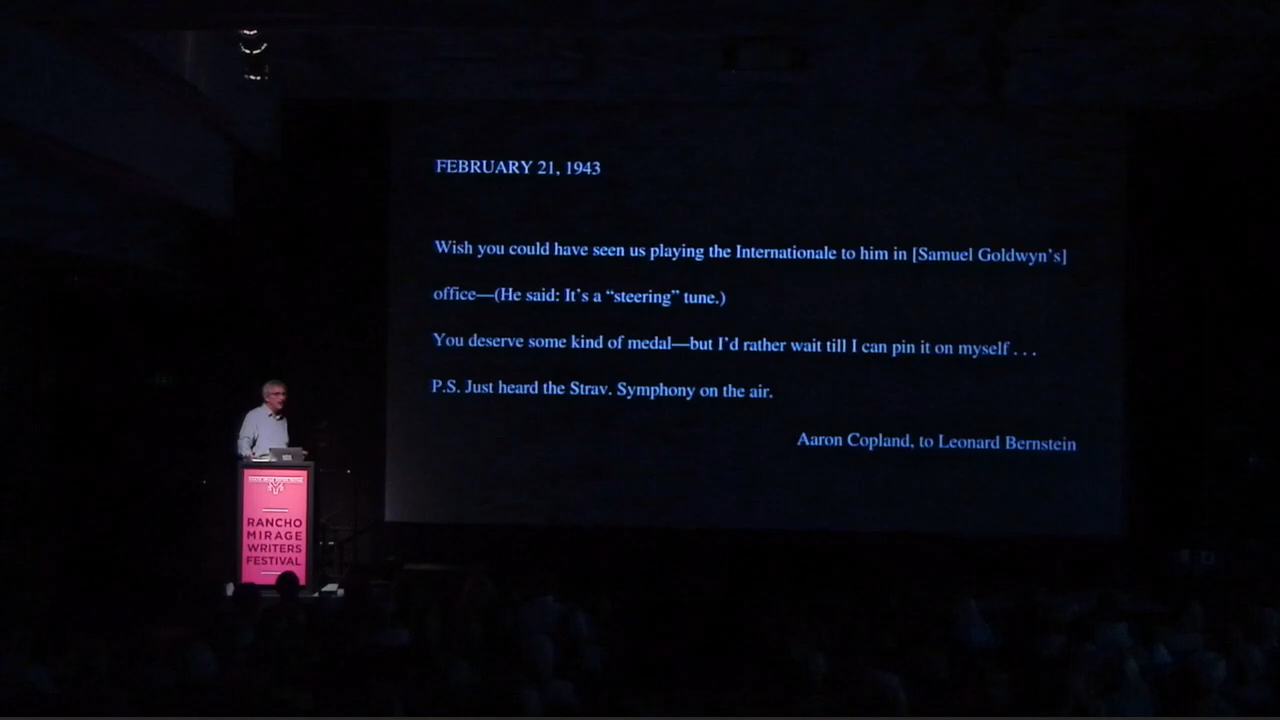 FEBRUARY 21, 1943
Wish you could have seen us playing the Internationale to him in [Samuel Goldwyn’s]
office—(He said: It’s a “steering” tune.)
You deserve some kind of medal—but I’d rather wait till I can pin it on myself . . .
P.S. Just heard the Strav. Symphony on the air.
Aaron Copland, to Leonard Bernstein
RANCHO
MIRAGE
WRITERS
FESTIVAL